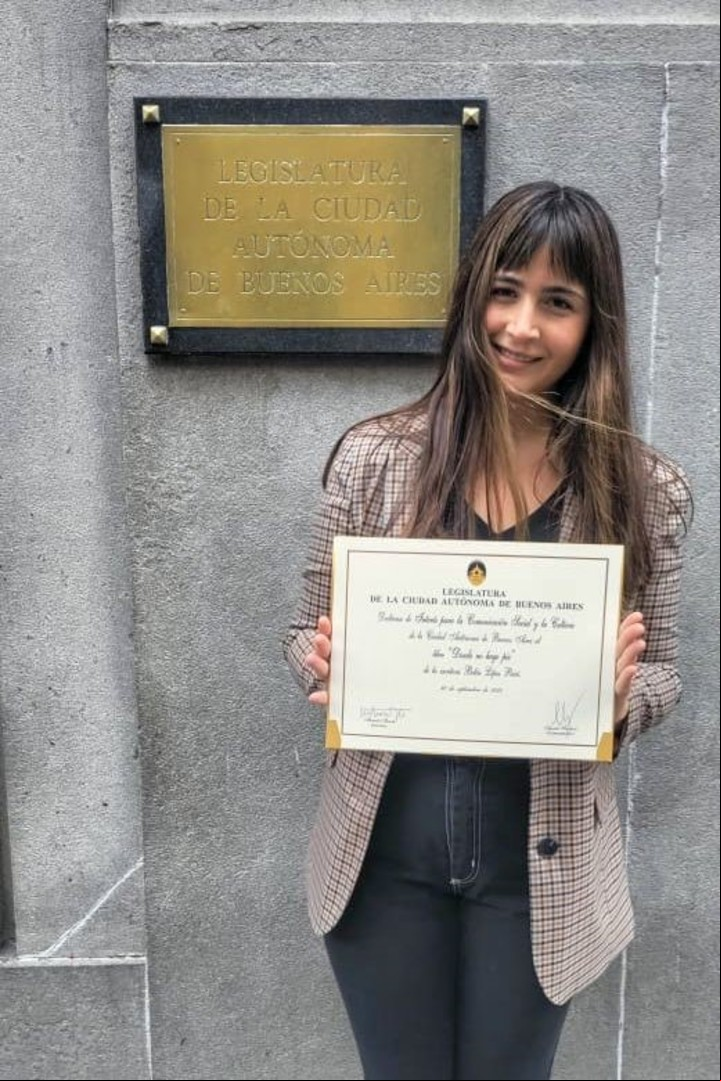 LEGISLATURA
DE LA CIUDAD
AUTÓNOMA
DE BUENOS AIRES
LEGISLATURA
DE LA CIUDAD AUTÓNOMA DE BUENOS AIRES
de Interés para la Comunicación Social y la Cultura
de la Ciudad Autónoma de Buenos Aires el
libro "Donde no hago pie"
de la escritora Belén López Peiró.
de septiembre de